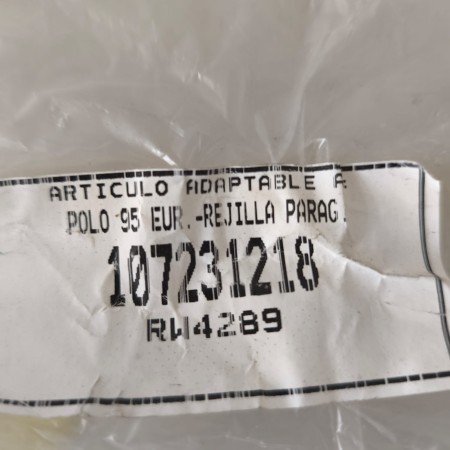 ARTICULO ADAPTABLE A:
POLO 95 EUR.-REJILLA PARAG.
107231218
RW4289